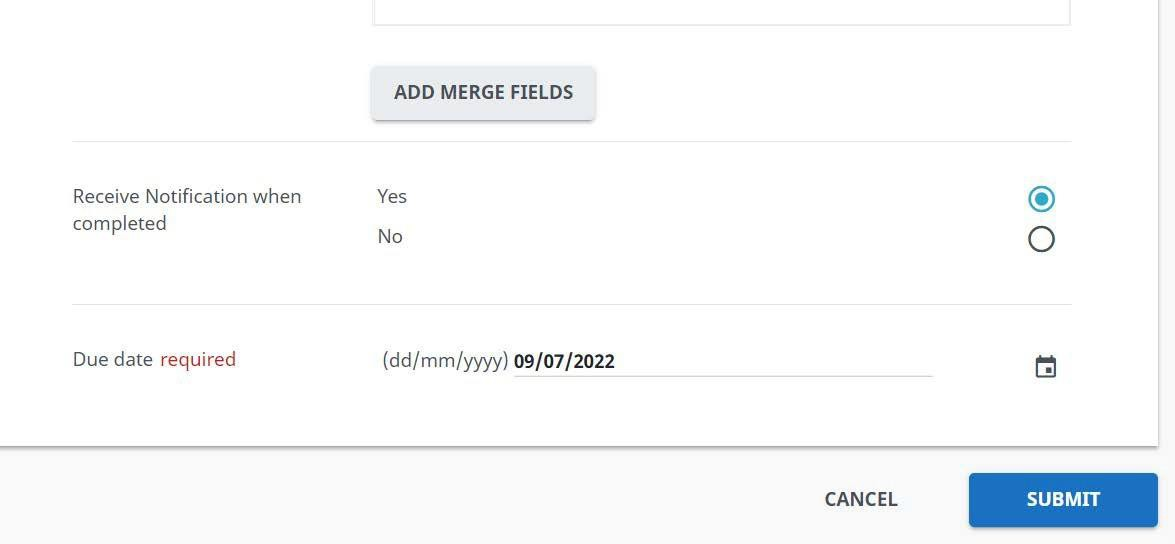 ADD MERGE FIELDS
Receive Notification when
completed
Yes
No
Due date required
(dd/mm/yyyy) 09/07/2022
CANCEL
SUBMIT